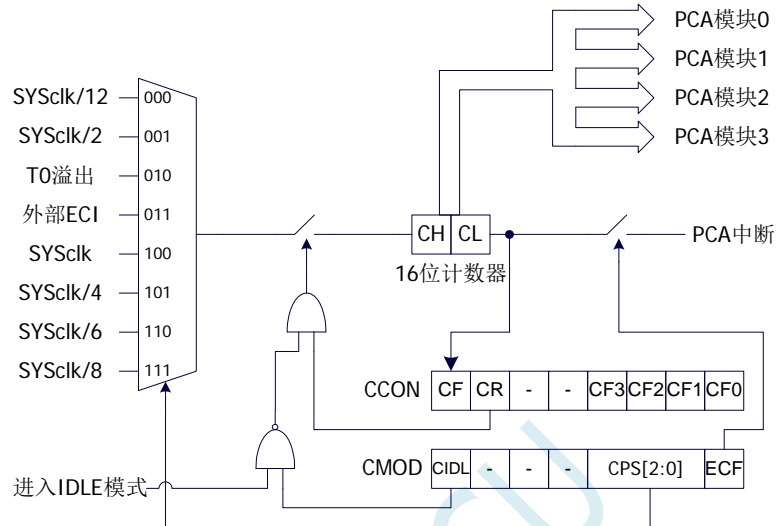 PCA模块0
PCA模块1
PCA模块2
PCA模块3
SYSclk/12 000
SYSclk/2 001
T0溢出 010
外部ECI 011
SYSclk 100
SYSclk/4 101
SYSclk/6 110
SYSclk/8 111
CH CL
PCA中断
16位计数器
CCON CF CR - - CF3 CF2 CF1 CF0
CMOD CIDL - - - CPS[2:0] ECF
进入IDLE模式